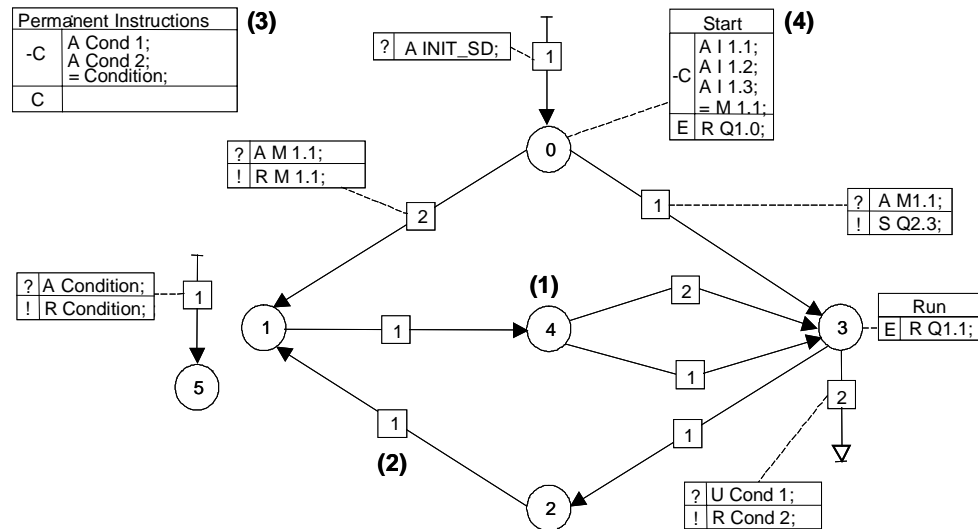 Permanent Instructions
-C
A Cond 1;
A Cond 2;
= Condition;
C
(3)
? A INIT_SD;
1
Start
-C
A I 1.1;
A I 1.2;
A I 1.3;
= M 1.1;
E R Q1.0;
(4)
0
? A M 1.1;
! R M 1.1;
2
1
? A M1.1;
! S Q2.3;
? A Condition;
! R Condition;
1
5
1
1
(1)
4
2
1
3
Run
E R Q1.1;
2
1
(2)
1
2
? U Cond 1;
! R Cond 2;